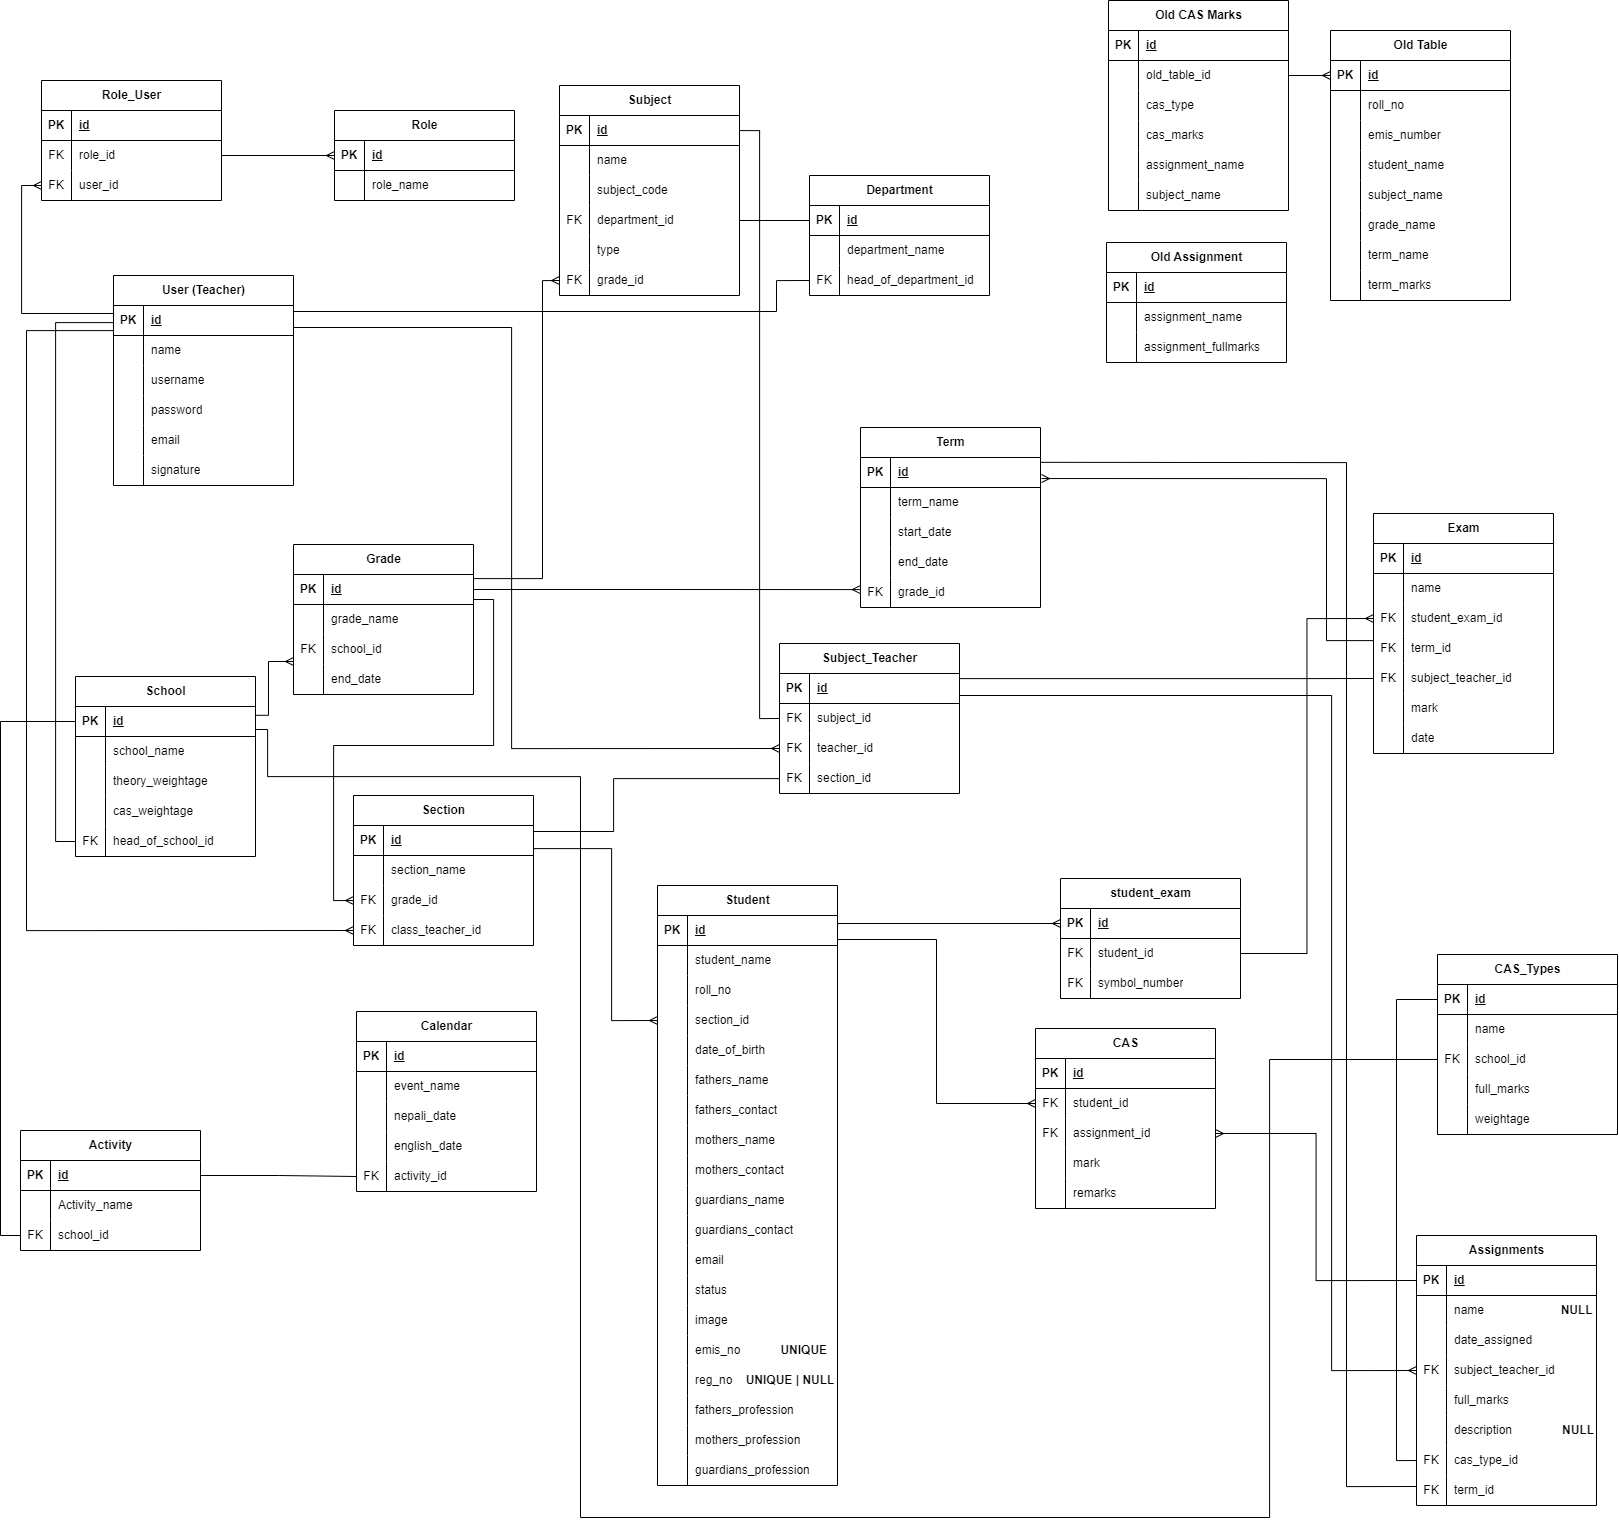 Old CAS Marks
PK id
old_table_id
cas_type
cas_marks
assignment_name
subject_name
Old Table
PK id
roll_no
emis_number
student_name
subject_name
grade_name
term_name
term_marks
Role_User
PK id
FK role_id
FK user_id
Role
PK id
role_name
Subject
PK id
name
subject_code
FK department_id
type
FK grade_id
Department
PK id
department_name
FK head_of_department_id
Old Assignment
PK id
assignment_name
assignment_fullmarks
User (Teacher)
PK id
name
username
password
email
signature
Term
PK id
term_name
start_date
end_date
FK grade_id
Exam
PK id
name
FK student_exam_id
FK term_id
FK subject_teacher_id
mark
date
Grade
PK id
grade_name
FK school_id
end_date
Subject_Teacher
PK id
FK subject_id
FK teacher_id
FK section_id
School
PK id
school_name
theory_weightage
cas_weightage
FK head_of_school_id
Section
PK id
section_name
FK grade_id
FK class_teacher_id
Student
PK id
student_name
roll_no
section_id
date_of_birth
fathers_name
fathers_contact
mothers_name
mothers_contact
guardians_name
guardians_contact
email
status
image
emis_no UNIQUE
reg_no UNIQUE | NULL
fathers_profession
mothers_profession
guardians_profession
student_exam
PK id
FK student_id
FK symbol_number
CAS_Types
PK id
name
FK school_id
full_marks
weightage
Calendar
PK id
event_name
nepali_date
english_date
FK activity_id
CAS
PK id
FK student_id
FK assignment_id
mark
remarks
Activity
PK id
Activity_name
FK school_id
Assignments
PK id
name NULL
date_assigned
FK subject_teacher_id
full_marks
description NULL
FK cas_type_id
FK term_id